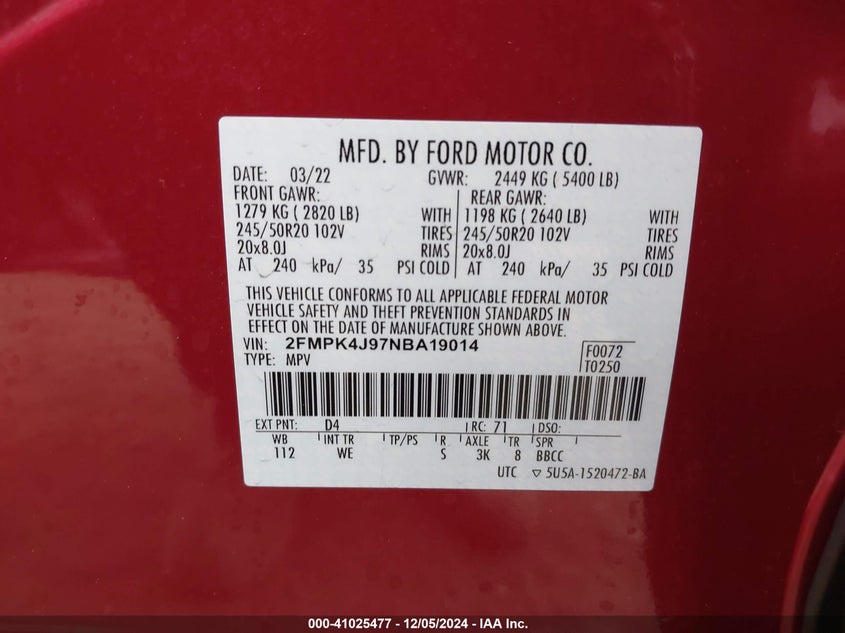 MFD. BY FORD MOTOR CO.
DATE: 03/22 GVWR: 2449 KG ( 5400 LB)
FRONT GAWR: REAR GAWR:
1279 KG ( 2820 LB) WITH 1198 KG ( 2640 LB) WITH
245/50R20 102V TIRES 245/50R20 102V TIRES
20x8.0J RIMS 20x8.0J RIMS
AT 240 kPa/ 35 PSI COLD AT 240 kPa/ 35 PSI COLD
THIS VEHICLE CONFORMS TO ALL APPLICABLE FEDERAL MOTOR
VEHICLE SAFETY AND THEFT PREVENTION STANDARDS IN
EFFECT ON THE DATE OF MANUFACTURE SHOWN ABOVE.
VIN: 2FMPK4J97NBA19014 F0072
TYPE: MPV T0250
EXT PNT: D4 RC: 71 DSO:
WB INT TR TP/PS R AXLE TR SPR
112 WE S 3K 8 BBCC
UTC ▽ 5U5A-1520472-BA
000-41025477 - 12/05/2024 - IAA Inc.